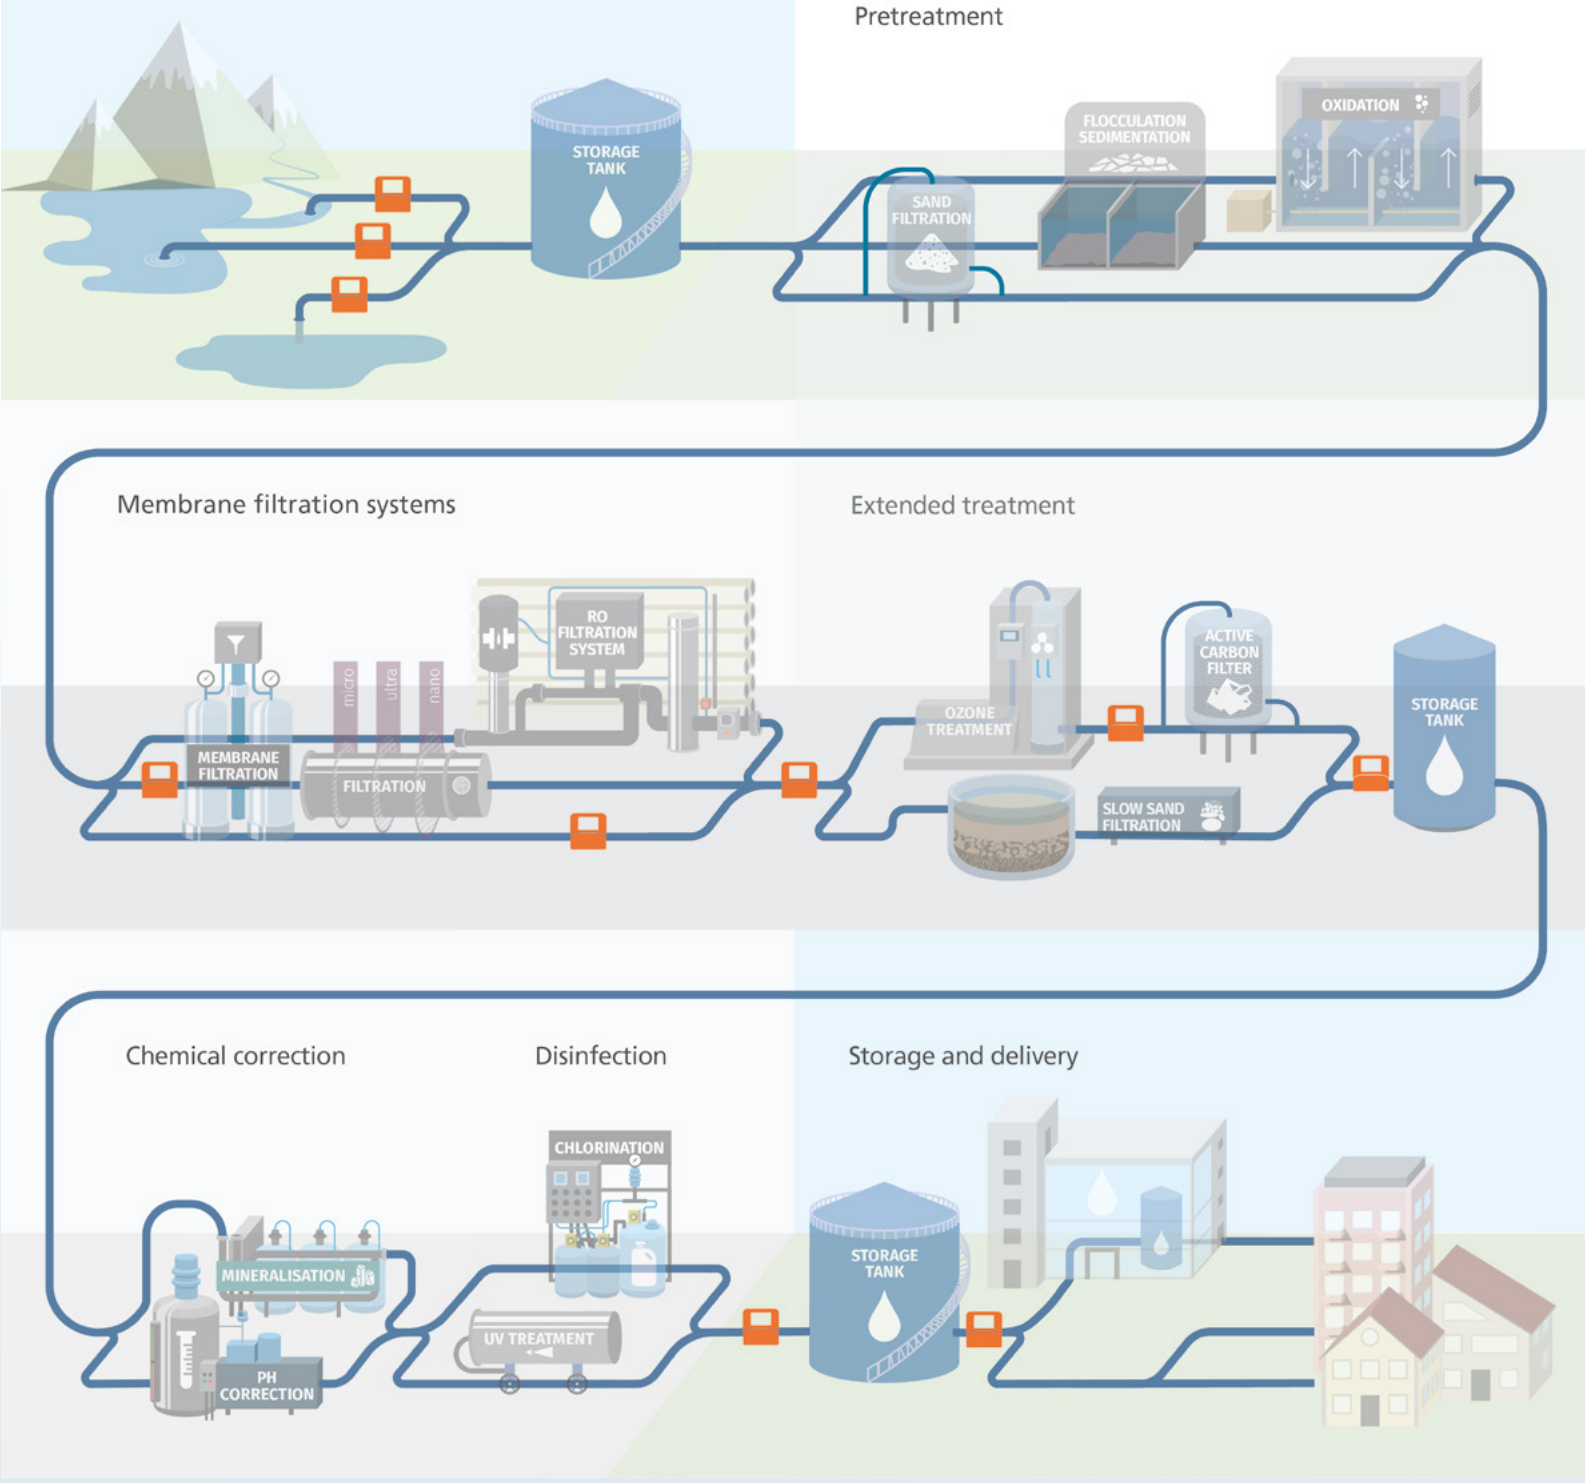 Pretreatment
STORAGE
TANK
SAND
FILTRATION
FLOCCULATION
SEDIMENTATION
OXIDATION
Membrane filtration systems
Extended treatment
MEMBRANE
FILTRATION
micro
ultra
nano
FILTRATION
RO
FILTRATION
SYSTEM
OZONE
TREATMENT
ACTIVE
CARBON
FILTER
SLOW SAND
FILTRATION
STORAGE
TANK
Chemical correction
Disinfection
Storage and delivery
MINERALISATION
PH
CORRECTION
CHLORINATION
UV TREATMENT
STORAGE
TANK